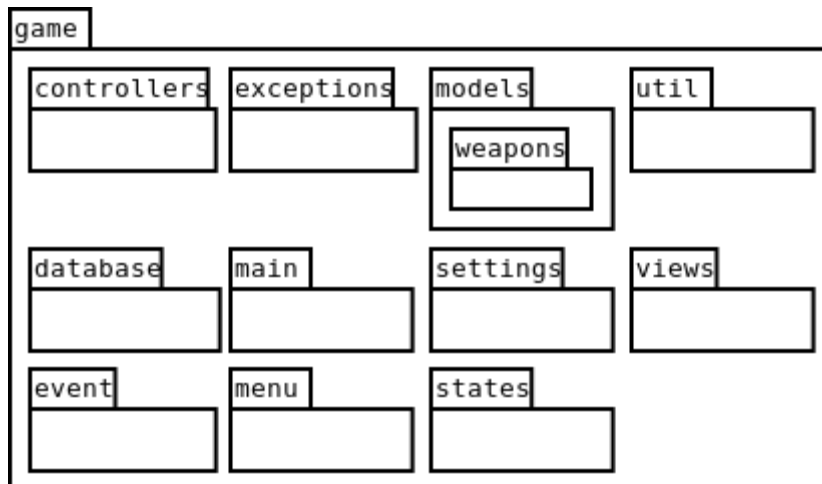 game
controllers exceptions models util
weapons
database main settings views
event menu states